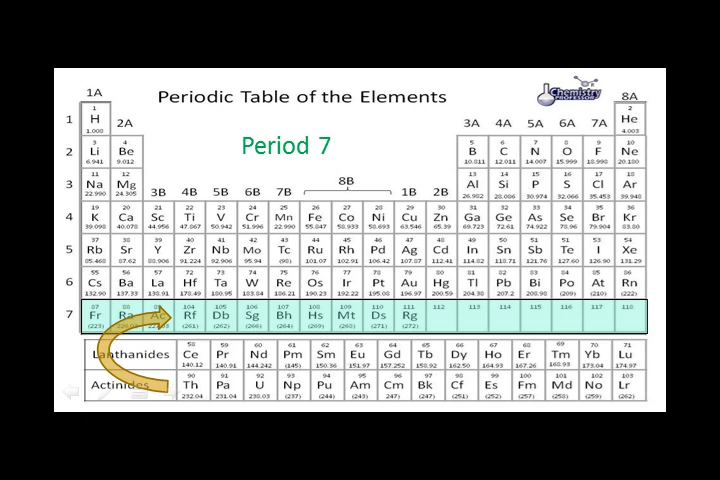 Chemistry
1A Periodic Table of the Elements 8A
Period 7
1 H 1.008 2 He 4.003
2A 3A 4A 5A 6A 7A
3 Li 6.941 4 Be 9.012 5 B 10.811 6 C 12.011 7 N 14.007 8 O 15.999 9 F 18.998 10 Ne 20.180
11 Na 22.990 12 Mg 24.305 13 Al 26.982 14 Si 28.086 15 P 30.974 16 S 32.066 17 Cl 35.453 18 Ar 39.948
3B 4B 5B 6B 7B 8B 1B 2B
19 K 39.098 20 Ca 40.078 21 Sc 44.956 22 Ti 47.867 23 V 50.942 24 Cr 51.996 25 Mn 22.990 26 Fe 55.847 27 Co 58.933 28 Ni 58.693 29 Cu 63.546 30 Zn 65.39 31 Ga 69.723 32 Ge 72.61 33 As 74.922 34 Se 78.96 35 Br 79.904 36 Kr 83.80
37 Rb 85.468 38 Sr 87.62 39 Y 88.906 40 Zr 91.224 41 Nb 92.906 42 Mo 95.94 43 Tc (98) 44 Ru 101.07 45 Rh 102.91 46 Pd 106.42 47 Ag 107.87 48 Cd 112.41 49 In 114.82 50 Sn 118.71 51 Sb 121.76 52 Te 127.60 53 I 126.90 54 Xe 131.29
55 Cs 132.90 56 Ba 137.33 57 La 138.91 72 Hf 178.49 73 Ta 180.95 74 W 183.84 75 Re 186.21 76 Os 190.23 77 Ir 192.22 78 Pt 195.08 79 Au 196.97 80 Hg 200.59 81 Tl 204.38 82 Pb 207.2 83 Bi 208.98 84 Po (209) 85 At (210) 86 Rn (222)
87 Fr (223) Ra Ac 104 Rf (261) 105 Db (262) 106 Sg (266) 107 Bh (264) 108 Hs (269) 109 Mt (268) 110 Ds (271) 111 Rg (272) 112 113 114 115 116 117 118
1
2
3
4
5
6
7
Lanthanides 58 Ce 140.12 59 Pr 140.91 60 Nd 144.242 61 Pm (145) 62 Sm 150.36 63 Eu 151.97 64 Gd 157.252 65 Tb 158.92 66 Dy 162.50 67 Ho 164.93 68 Er 167.26 69 Tm 168.93 70 Yb 173.04 71 Lu 174.97
Actinides 90 Th 232.04 91 Pa 231.04 92 U 238.03 93 Np (237) 94 Pu (244) 95 Am (243) 96 Cm (247) 97 Bk (247) 98 Cf (251) 99 Es (252) 100 Fm (257) 101 Md (258) 102 No (259) 103 Lr (262)